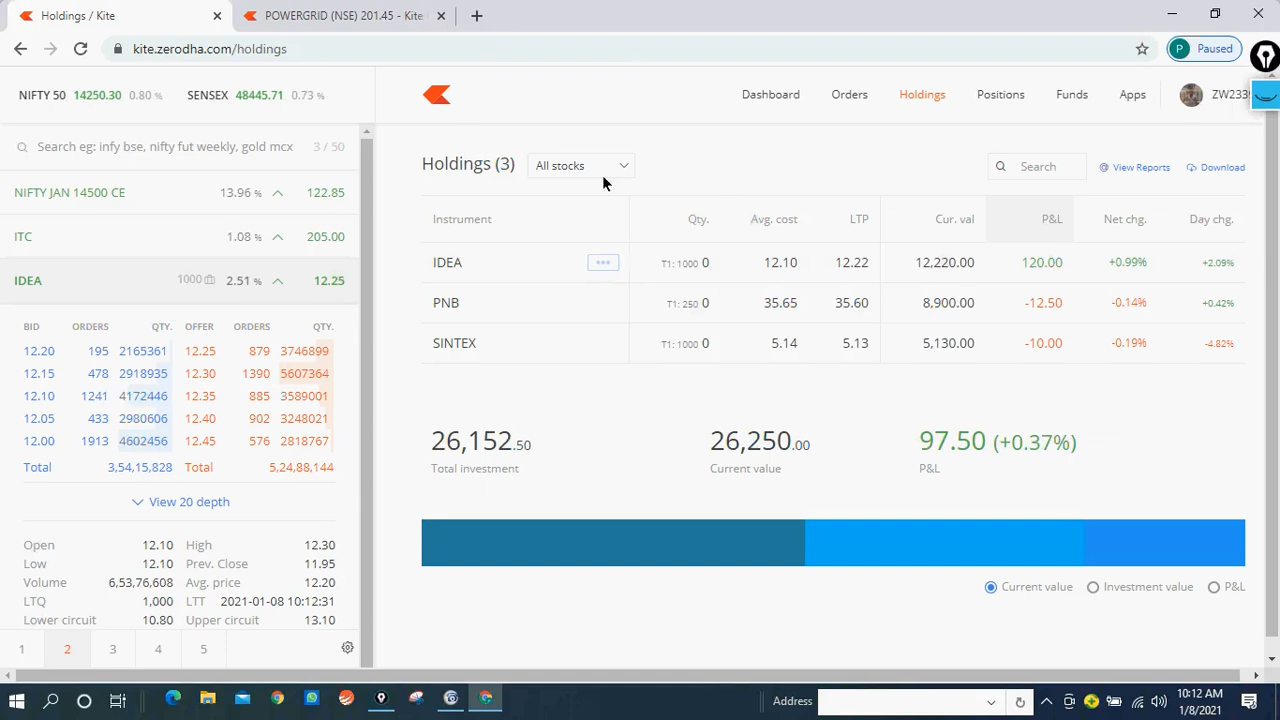 Holdings / Kite
POWERGRID (NSE) 201.45 - Kite
kite.zerodha.com/holdings
P Paused
NIFTY 50 14250.30 0.80 %
SENSEX 48445.71 0.73 %
Dashboard Orders Holdings Positions Funds Apps ZW233
Search eg: infy bse, nifty fut weekly, gold mcx 3 / 50
NIFTY JAN 14500 CE 13.96 % 122.85
ITC 1.08 % 205.00
IDEA 1000 2.51 % 12.25
BID ORDERS QTY. OFFER ORDERS QTY.
12.20 195 2165361 12.25 879 3746899
12.15 478 2918935 12.30 1390 5607364
12.10 1241 4172446 12.35 885 3589001
12.05 433 2980606 12.40 902 3248021
12.00 1913 4602456 12.45 576 2818767
Total 3,54,15,828 Total 5,24,88,144
View 20 depth
Open 12.10 High 12.30
Low 12.10 Prev. Close 11.95
Volume 6,53,76,608 Avg. price 12.20
LTQ 1,000 LTT 2021-01-08 10:12:31
Lower circuit 10.80 Upper circuit 13.10
1 2 3 4 5
Holdings (3) All stocks
Search View Reports Download
Instrument Qty. Avg. cost LTP Cur. val P&L Net chg. Day chg.
IDEA T1: 1000 0 12.10 12.22 12,220.00 120.00 +0.99% +2.09%
PNB T1: 250 0 35.65 35.60 8,900.00 -12.50 -0.14% +0.42%
SINTEX T1: 1000 0 5.14 5.13 5,130.00 -10.00 -0.19% -4.82%
26,152.50 26,250.00 97.50 (+0.37%)
Total investment Current value P&L
Current value Investment value P&L
Address
10:12 AM
1/8/2021